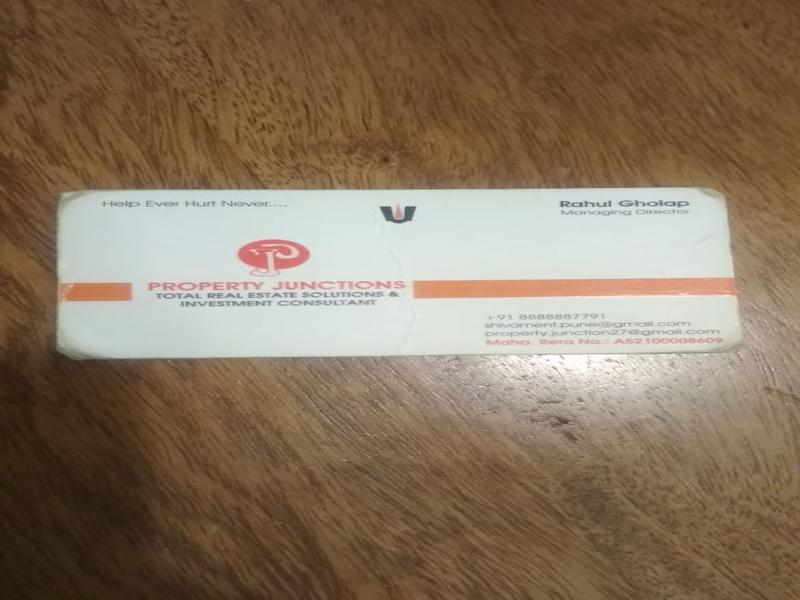 Help Ever Hurt Never....
Rahul Gholap
Managing Director
PROPERTY JUNCTIONS
TOTAL REAL ESTATE SOLUTIONS &
INVESTMENT CONSULTANT
+91 8888887791
shivament.pune@gmail.com
property.junction27@gmail.com
Maha. Rera No.: A52100008609